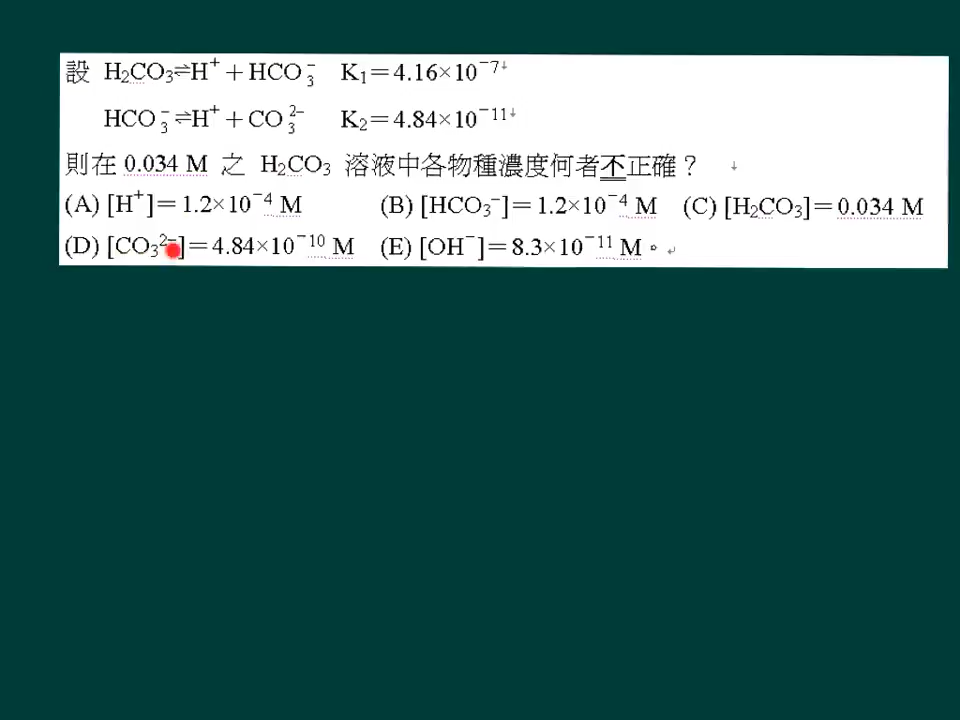 設 H₂CO₃⇌H⁺＋HCO₃⁻ K₁＝4.16×10⁻⁷↓
HCO₃⁻⇌H⁺＋CO₃²⁻ K₂＝4.84×10⁻¹¹↓
則在 0.034 M 之 H₂CO₃ 溶液中各物種濃度何者不正確？ ↓
(A) [H⁺]＝1.2×10⁻⁴ M (B) [HCO₃⁻]＝1.2×10⁻⁴ M (C) [H₂CO₃]＝0.034 M
(D) [CO₃²⁻]＝4.84×10⁻¹⁰ M (E) [OH⁻]＝8.3×10⁻¹¹ M。↵